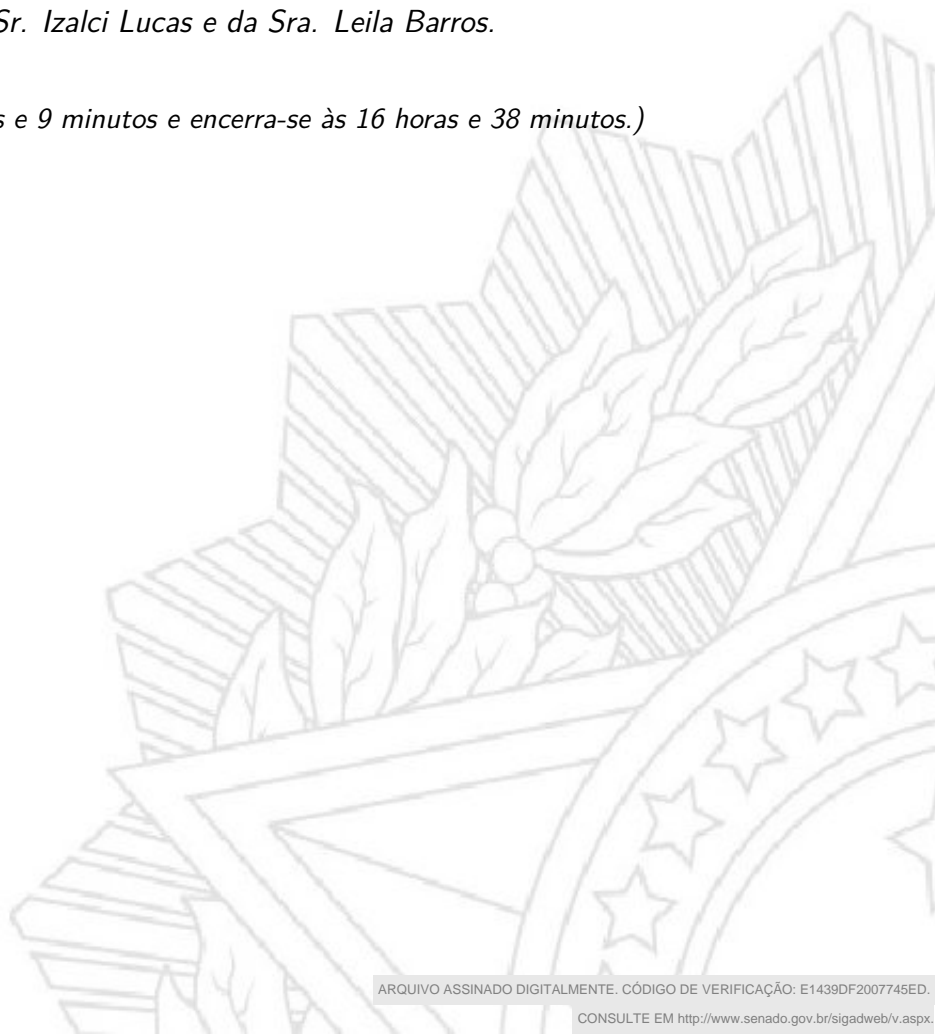 Sr. Izalci Lucas e da Sra. Leila Barros.
s e 9 minutos e encerra-se às 16 horas e 38 minutos.)
ARQUIVO ASSINADO DIGITALMENTE. CÓDIGO DE VERIFICAÇÃO: E1439DF2007745ED.
CONSULTE EM http://www.senado.gov.br/sigadweb/v.aspx.